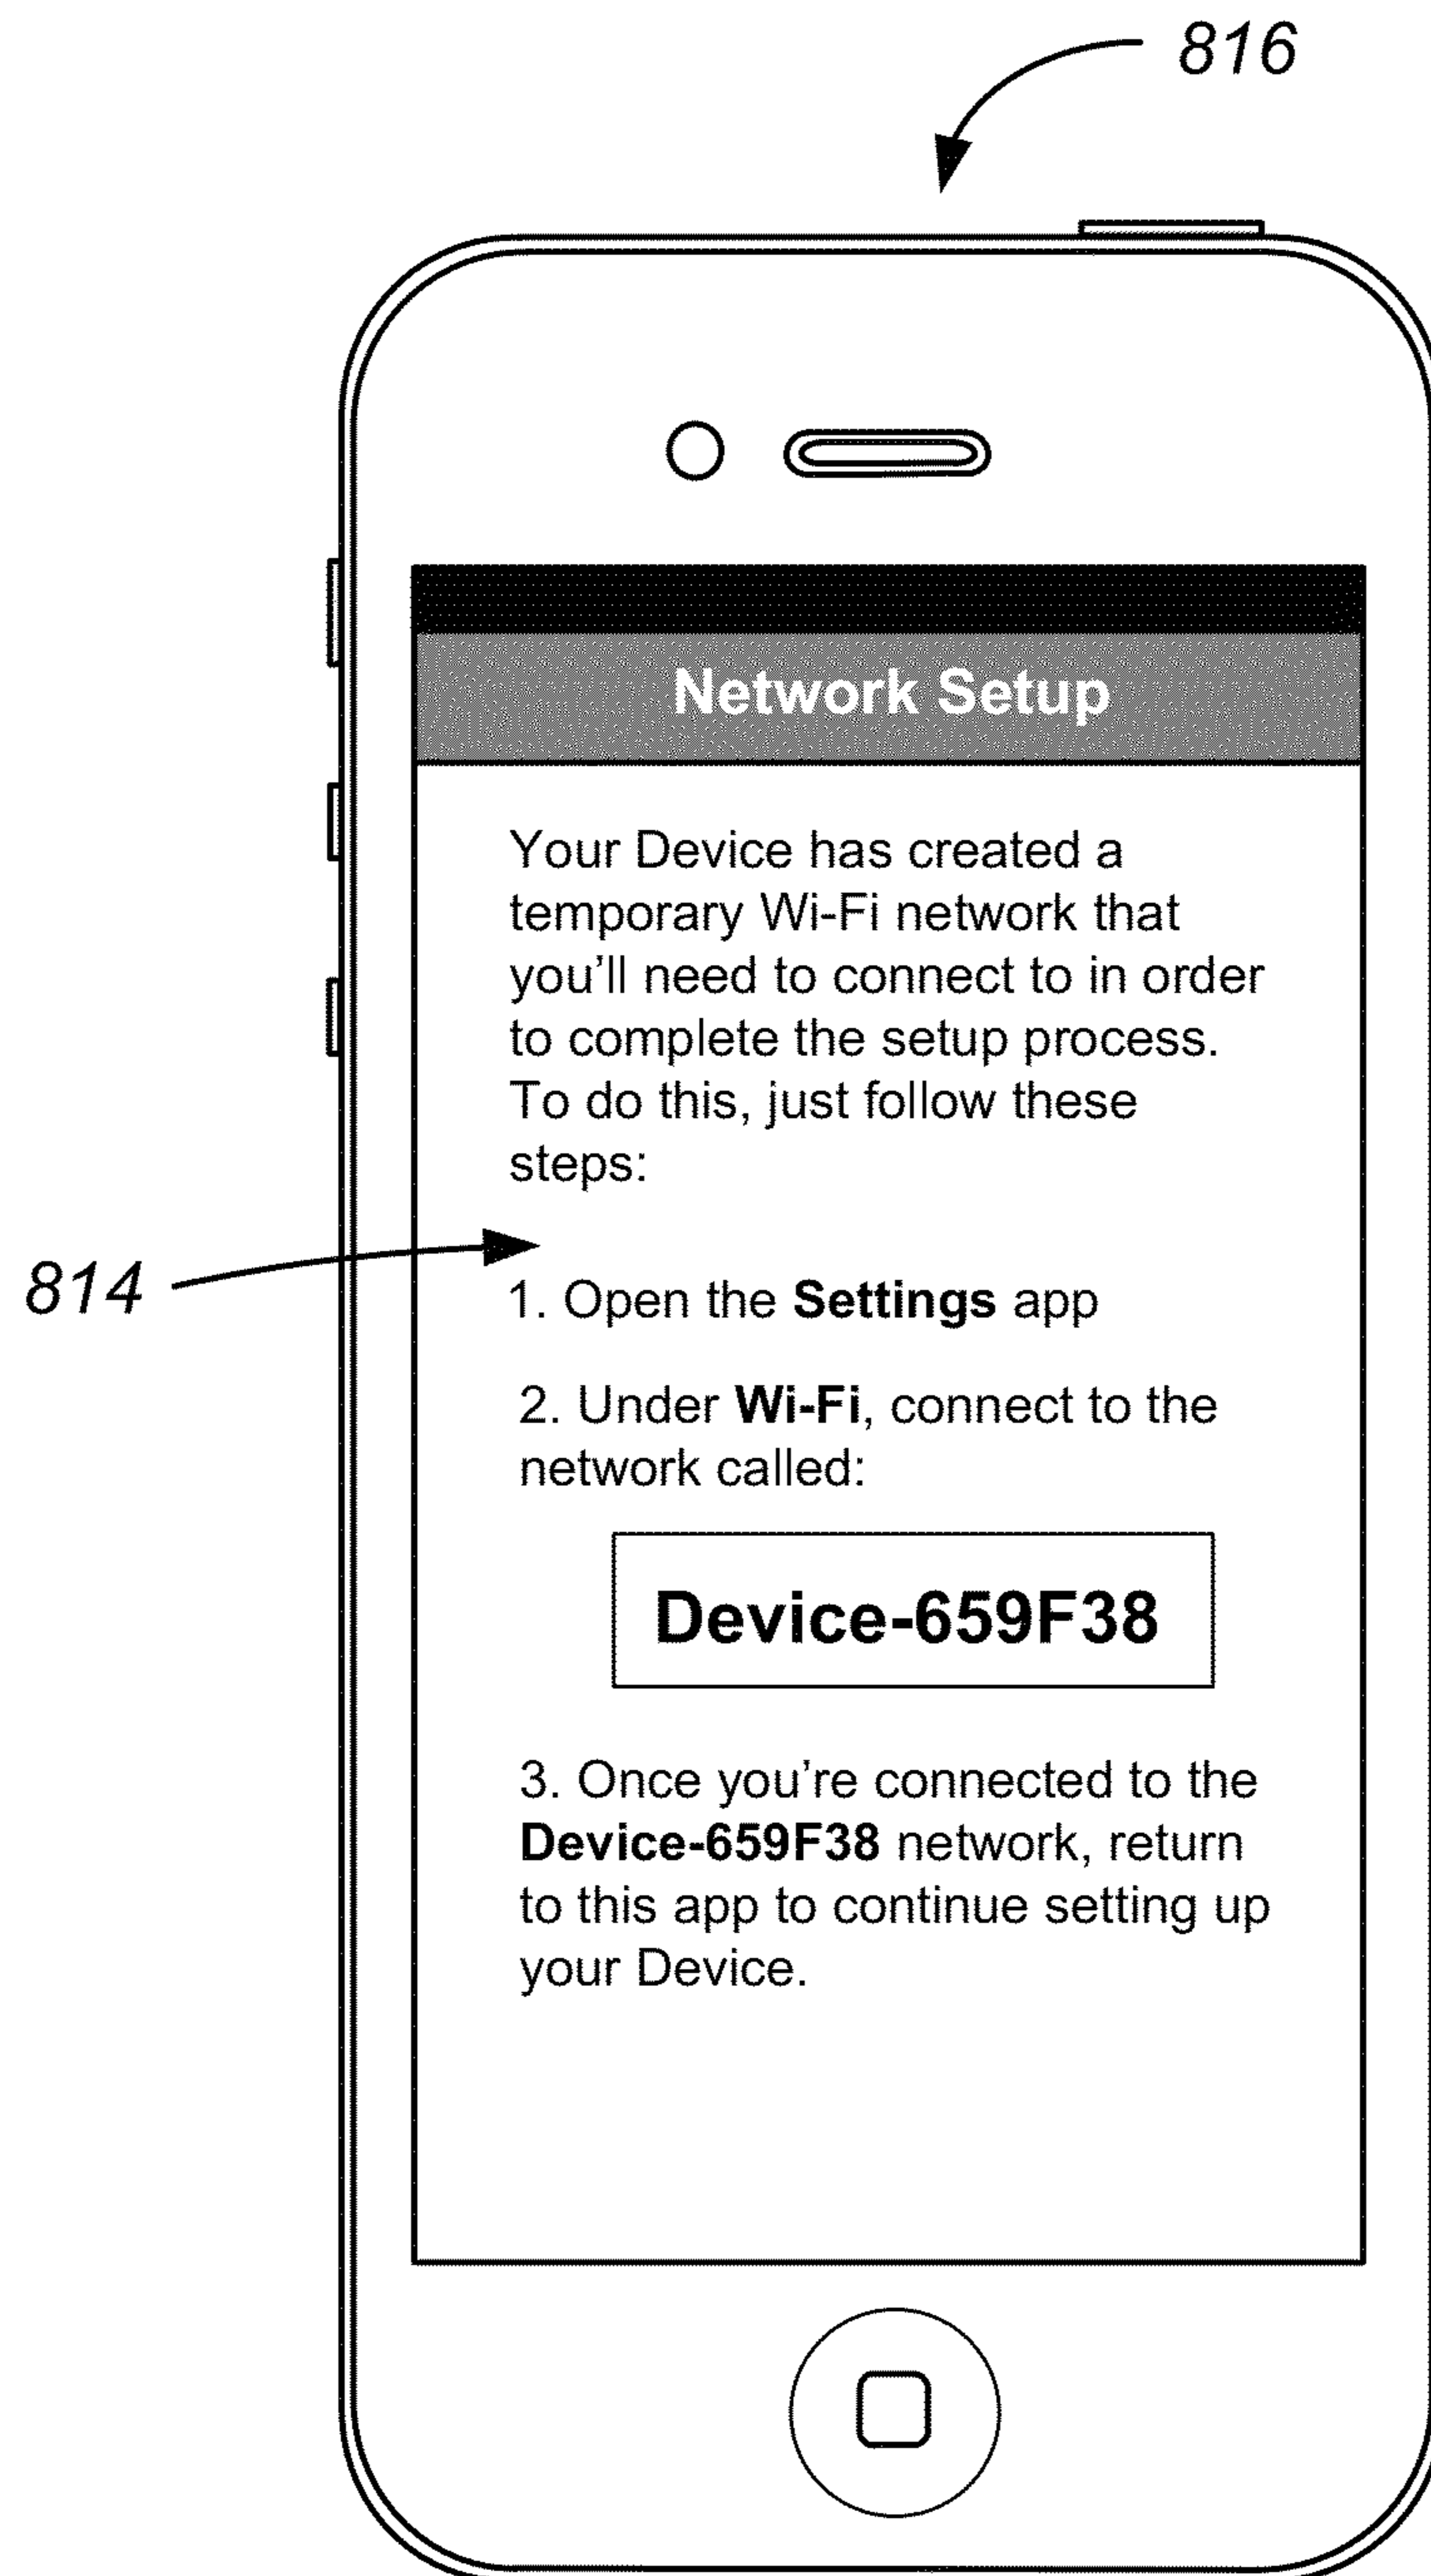 816
Network Setup
Your Device has created a
temporary Wi-Fi network that
you'll need to connect to in order
to complete the setup process.
To do this, just follow these
steps:
814
1. Open the Settings app
2. Under Wi-Fi, connect to the
network called:
Device-659F38
3. Once you're connected to the
Device-659F38 network, return
to this app to continue setting up
your Device.